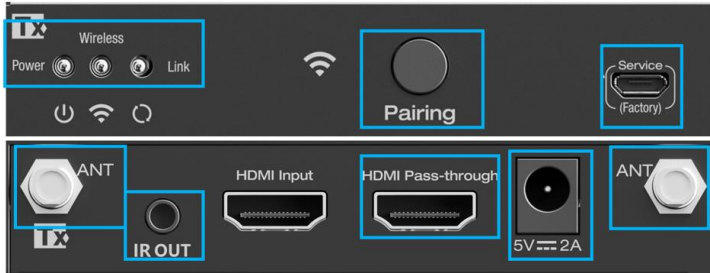 Tx
Wireless
Power
Link
Pairing
Service
(Factory)
ANT
Tx
IR OUT
HDMI Input
HDMI Pass-through
5V⎓2A
ANT